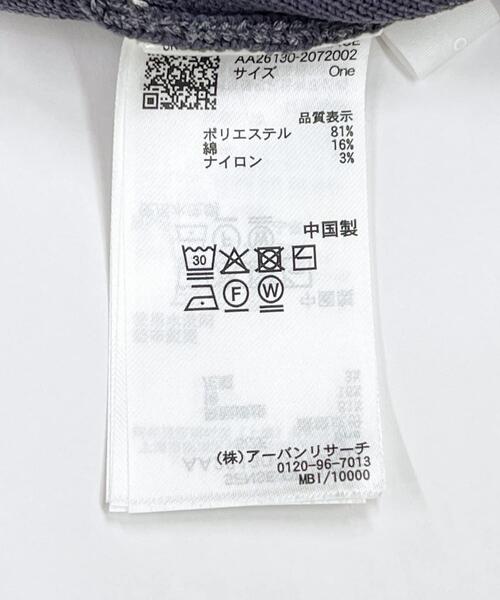 AA26130-2072002
サイズ One
品質表示
ポリエステル 81%
綿 16%
ナイロン 3%
中国製
30
F W
(株)アーバンリサーチ
0120-96-7013
MBI/10000